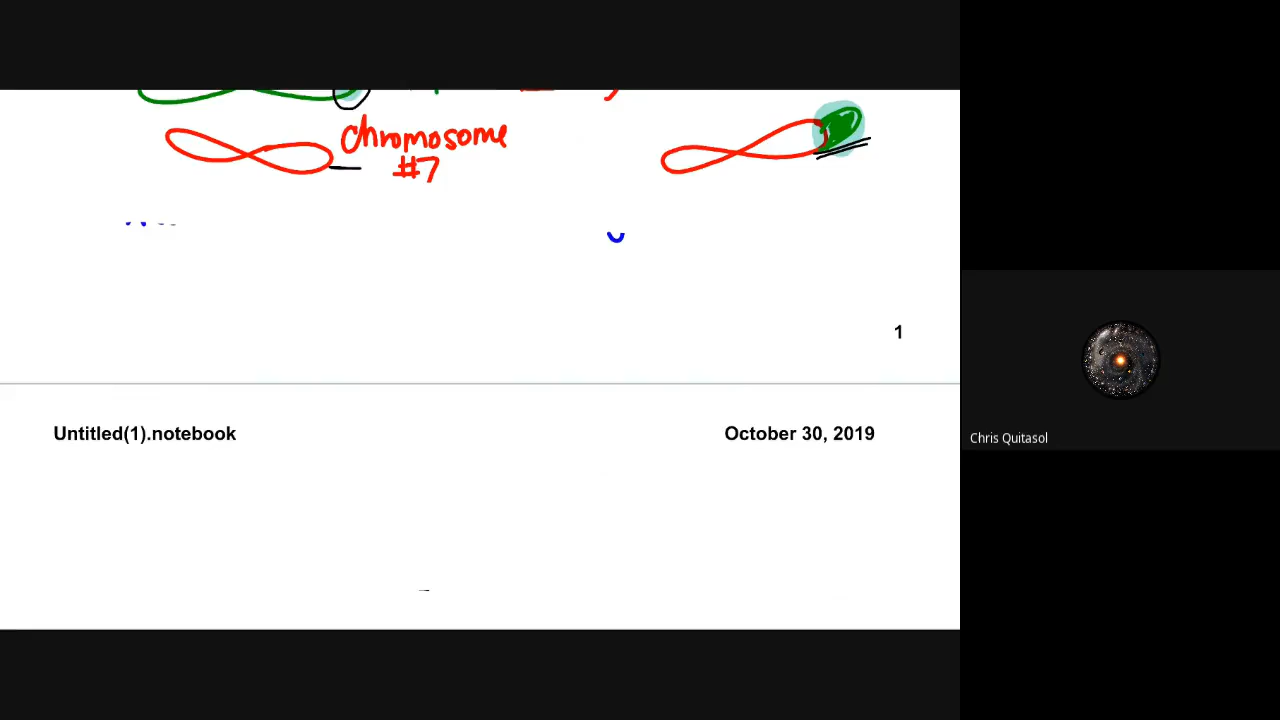 Chromosome
#7
1
Untitled(1).notebook October 30, 2019
Chris Quitasol